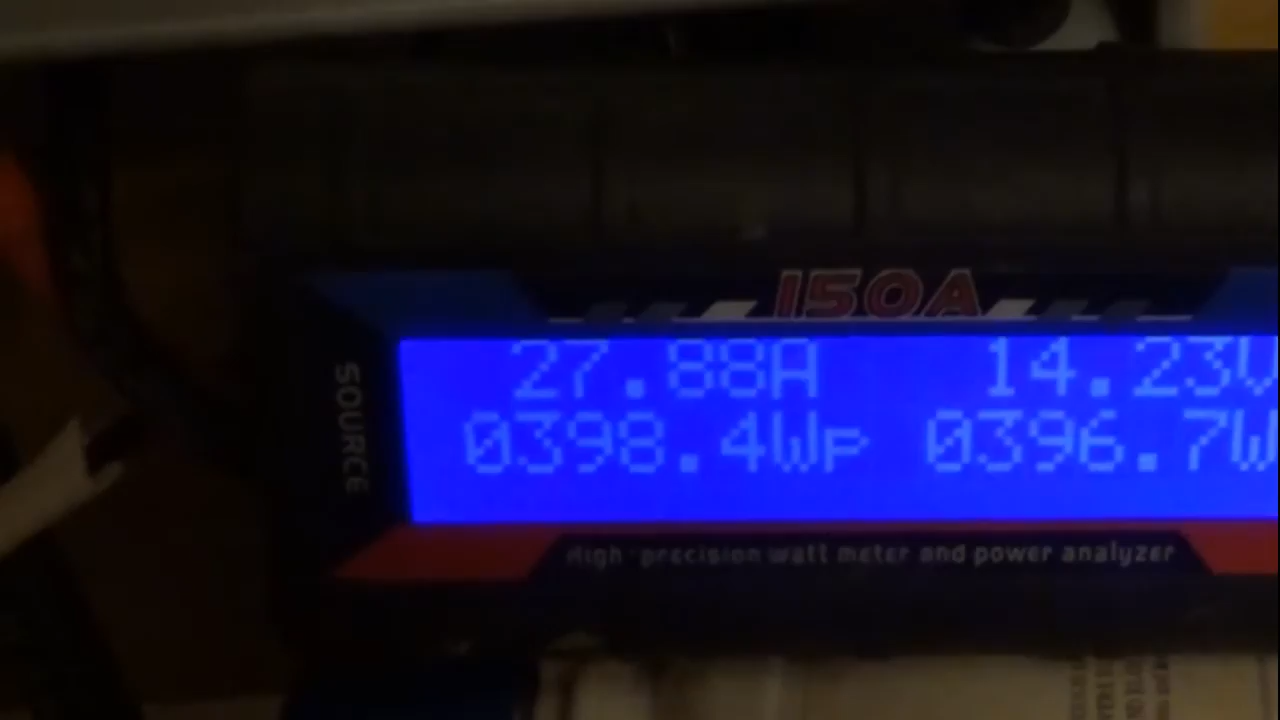 150A
SOURCE
27.88A 14.23V
0398.4Wp 0396.7W
High precision watt meter and power analyzer